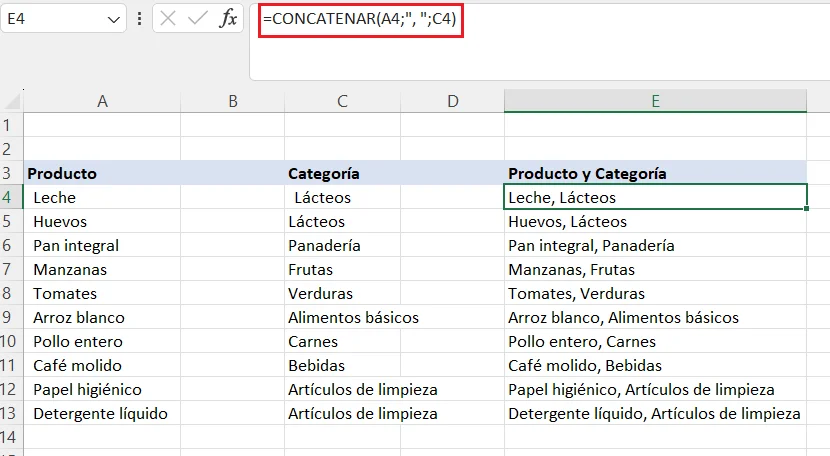 E4 fx =CONCATENAR(A4;", ";C4)
A B C D E
1
2
3 Producto Categoría Producto y Categoría
4 Leche Lácteos Leche, Lácteos
5 Huevos Lácteos Huevos, Lácteos
6 Pan integral Panadería Pan integral, Panadería
7 Manzanas Frutas Manzanas, Frutas
8 Tomates Verduras Tomates, Verduras
9 Arroz blanco Alimentos básicos Arroz blanco, Alimentos básicos
10 Pollo entero Carnes Pollo entero, Carnes
11 Café molido Bebidas Café molido, Bebidas
12 Papel higiénico Artículos de limpieza Papel higiénico, Artículos de limpieza
13 Detergente líquido Artículos de limpieza Detergente líquido, Artículos de limpieza
14